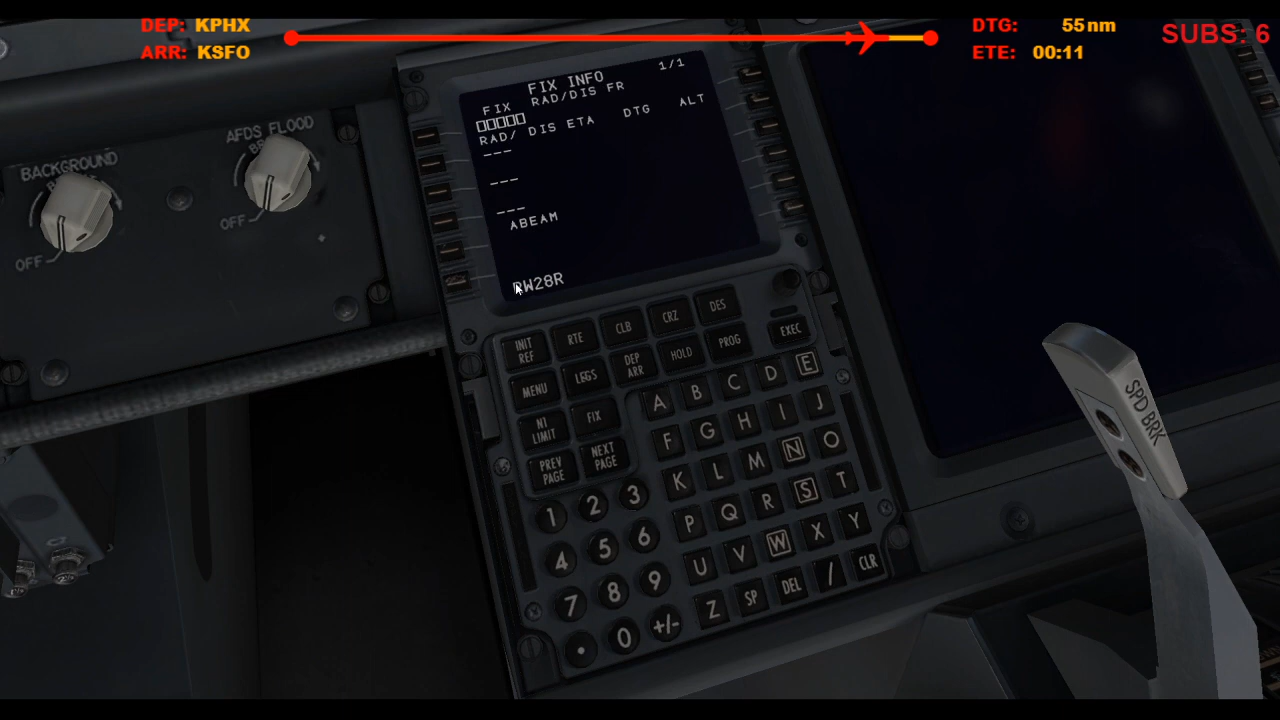 DEP: KPHX
ARR: KSFO
DTG: 55 nm
ETE: 00:11
SUBS: 6
BACKGROUND
OFF
AFDS FLOOD
OFF
FIX INFO 1/1
FIX RAD/DIS FR
RAD/ DIS ETA DTG ALT
---
---
---
ABEAM
RW28R
INIT REF RTE CLB CRZ DES
MENU LEGS DEP ARR HOLD PROG EXEC
N1 LIMIT FIX
PREV PAGE NEXT PAGE
A B C D E
F G H I J
K L M N O
P Q R S T
U V W X Y
Z SP DEL / CLR
1 2 3
4 5 6
7 8 9
. 0 +/-
SPD BRK